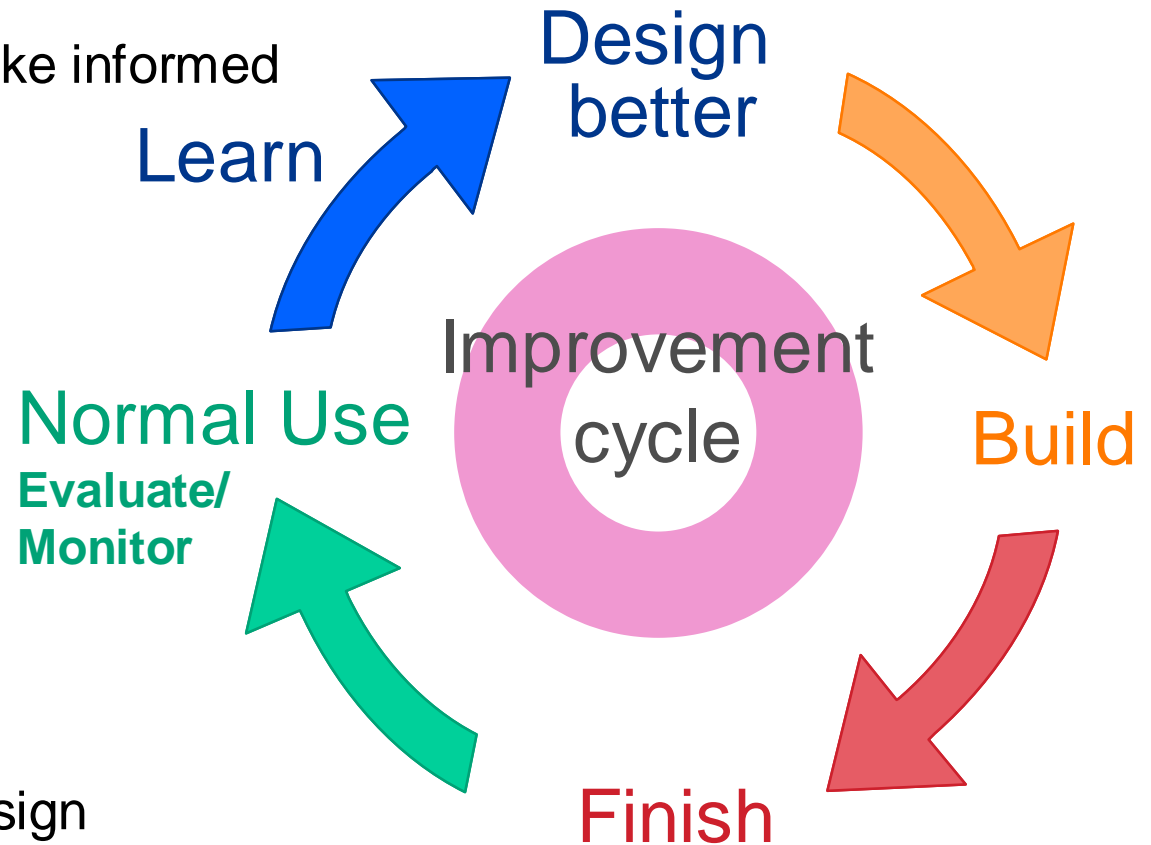 ke informed
Design
better
Learn
Improvement
cycle
Normal Use
Evaluate/
Monitor
Build
sign
Finish